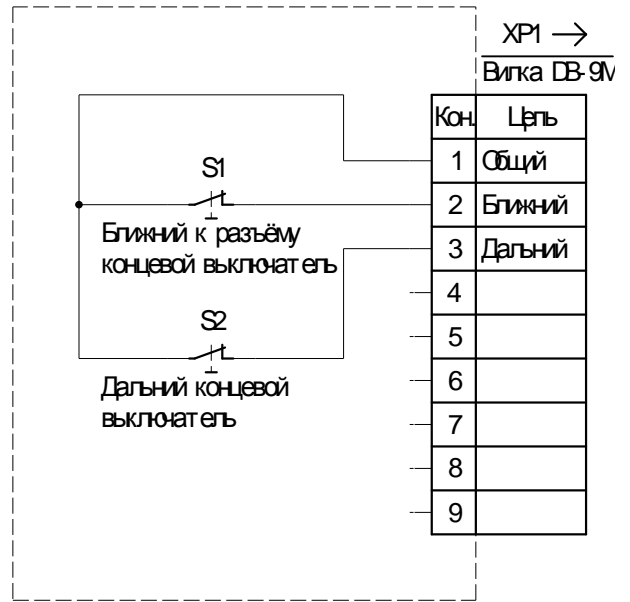 XP1
Вилка DB-9M
Кон. Цепь
1 Общий
S1
2 Ближний
Ближний к разъёму
концевой выключатель
3 Дальний
4
S2
5
Дальний концевой
выключатель
6
7
8
9